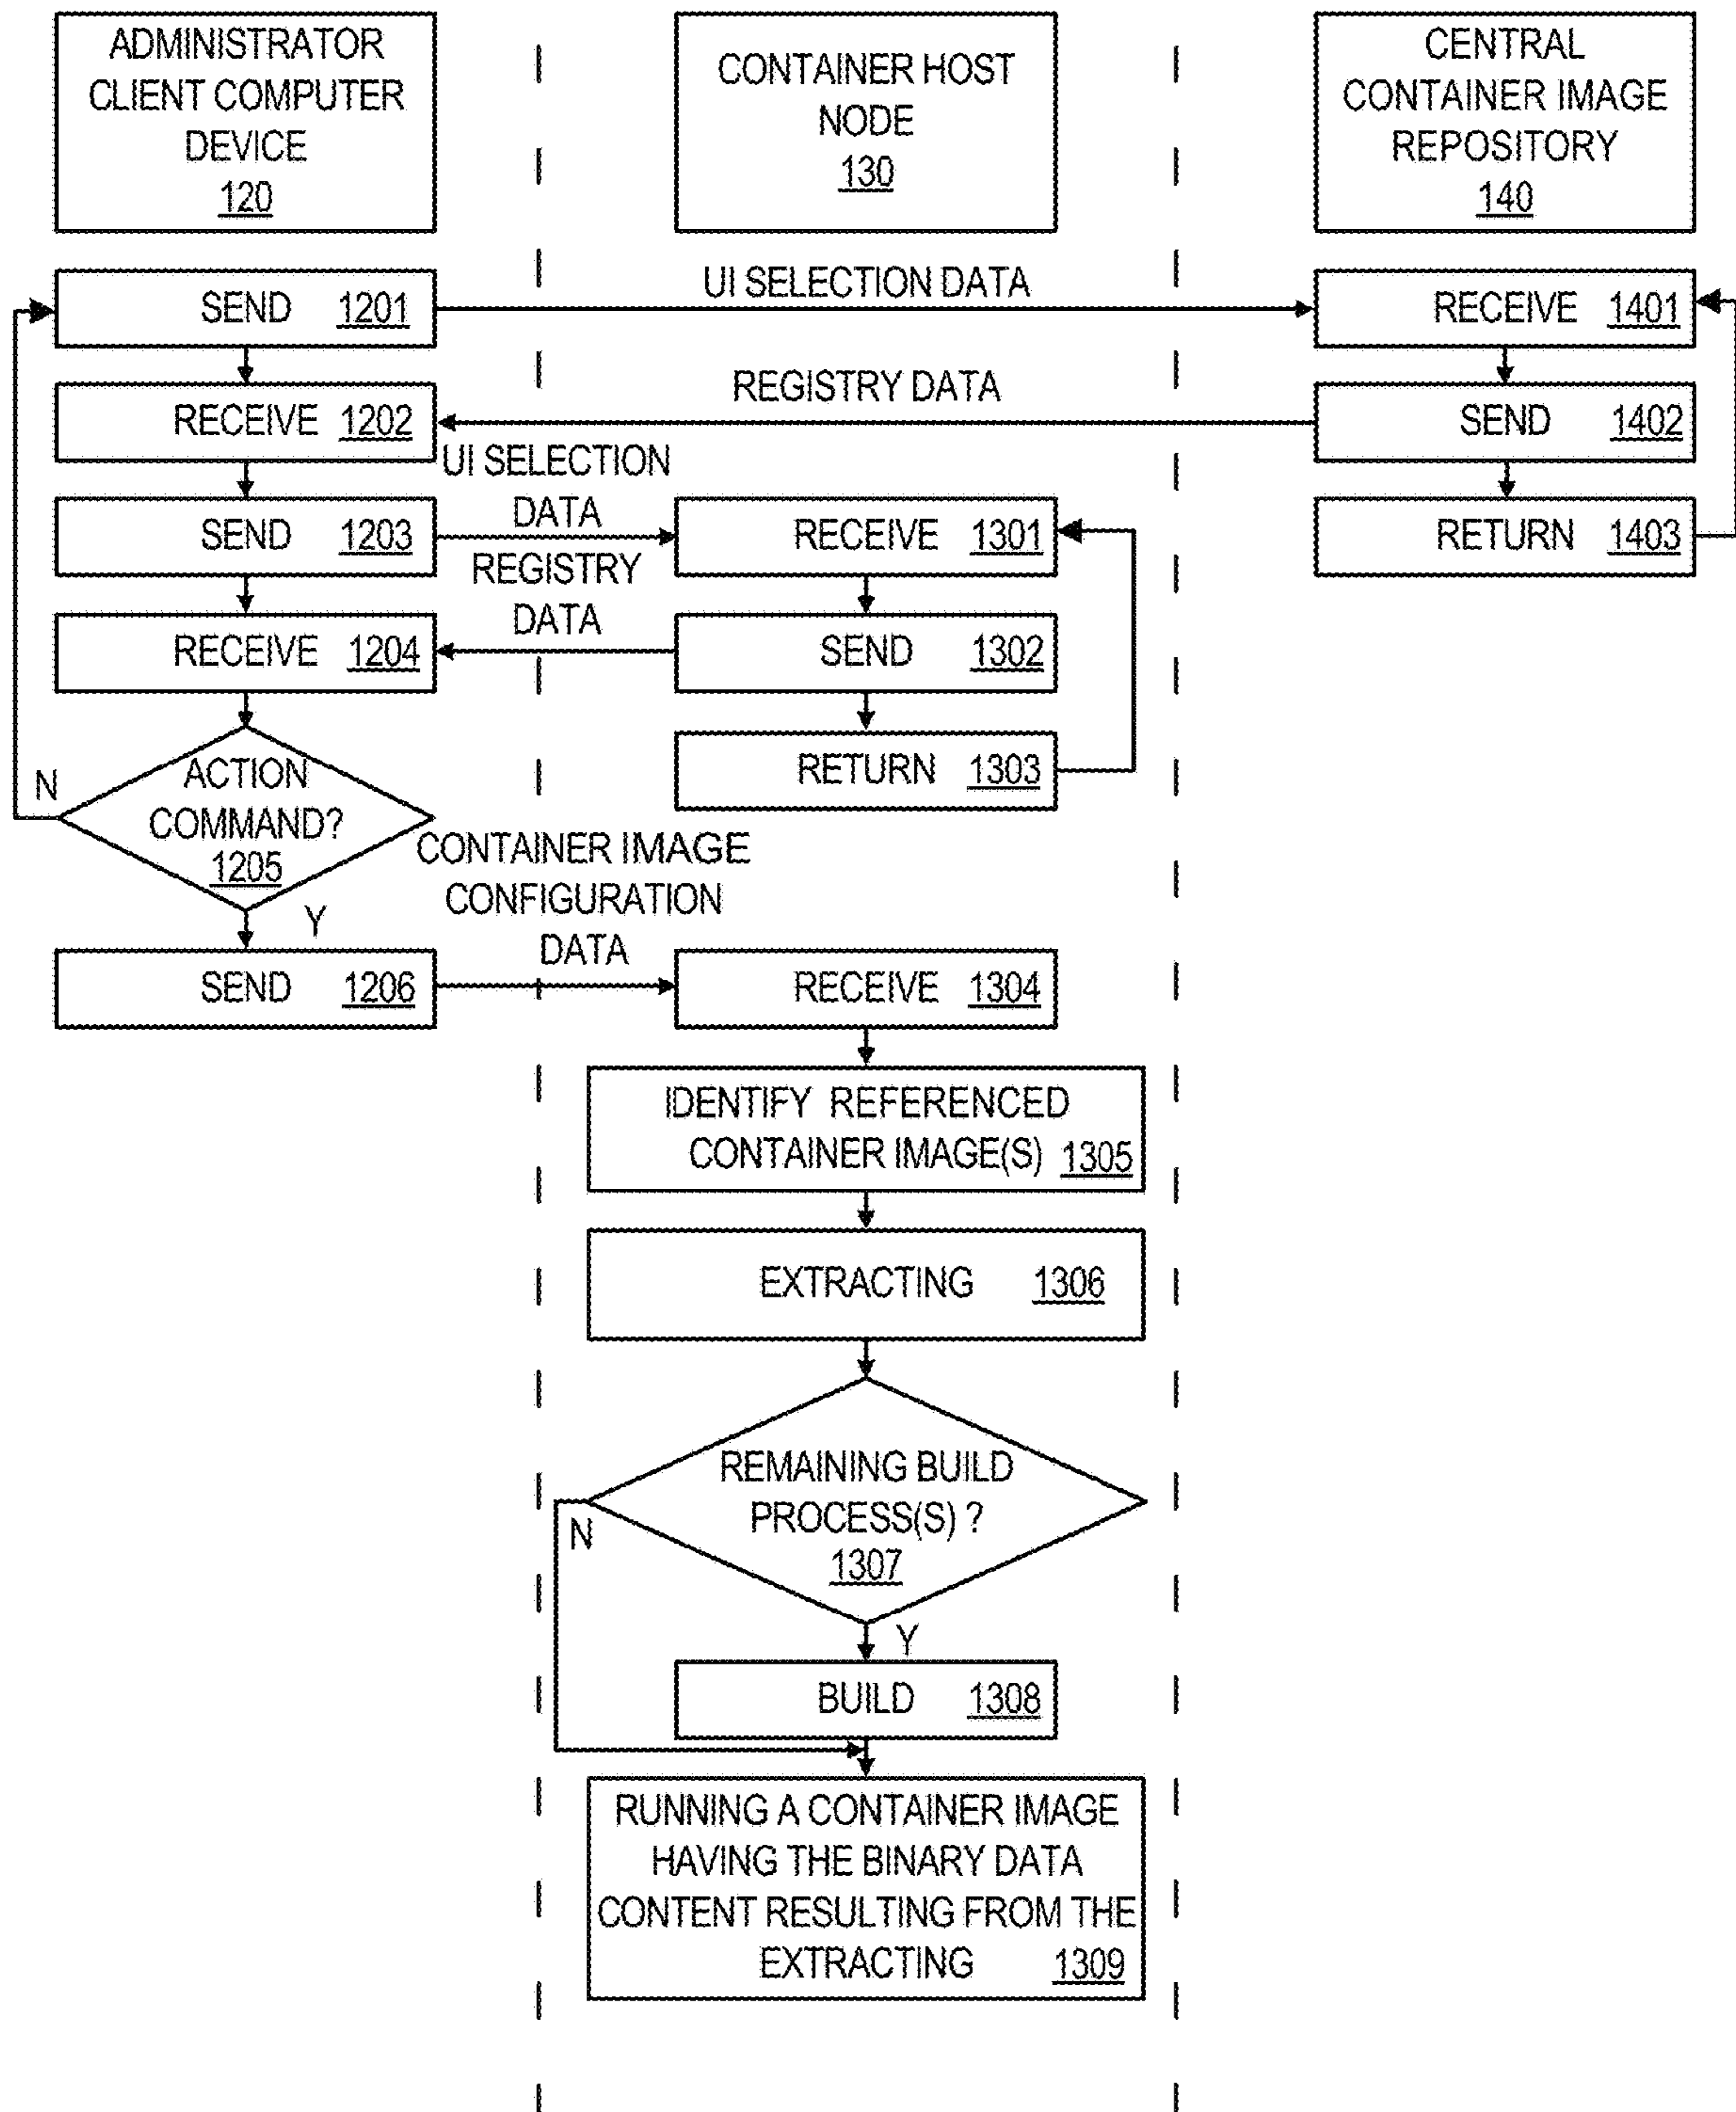 ADMINISTRATOR
CLIENT COMPUTER
DEVICE
120
CONTAINER HOST
NODE
130
CENTRAL
CONTAINER IMAGE
REPOSITORY
140
SEND 1201
UI SELECTION DATA
RECEIVE 1401
RECEIVE 1202
REGISTRY DATA
SEND 1402
UI SELECTION
DATA
SEND 1203
RECEIVE 1301
RETURN 1403
REGISTRY
DATA
RECEIVE 1204
SEND 1302
RETURN 1303
ACTION
COMMAND?
1205
N
Y
CONTAINER IMAGE
CONFIGURATION
DATA
SEND 1206
RECEIVE 1304
IDENTIFY REFERENCED
CONTAINER IMAGE(S) 1305
EXTRACTING 1306
REMAINING BUILD
PROCESS(S) ?
1307
N
Y
BUILD 1308
RUNNING A CONTAINER IMAGE
HAVING THE BINARY DATA
CONTENT RESULTING FROM THE
EXTRACTING 1309